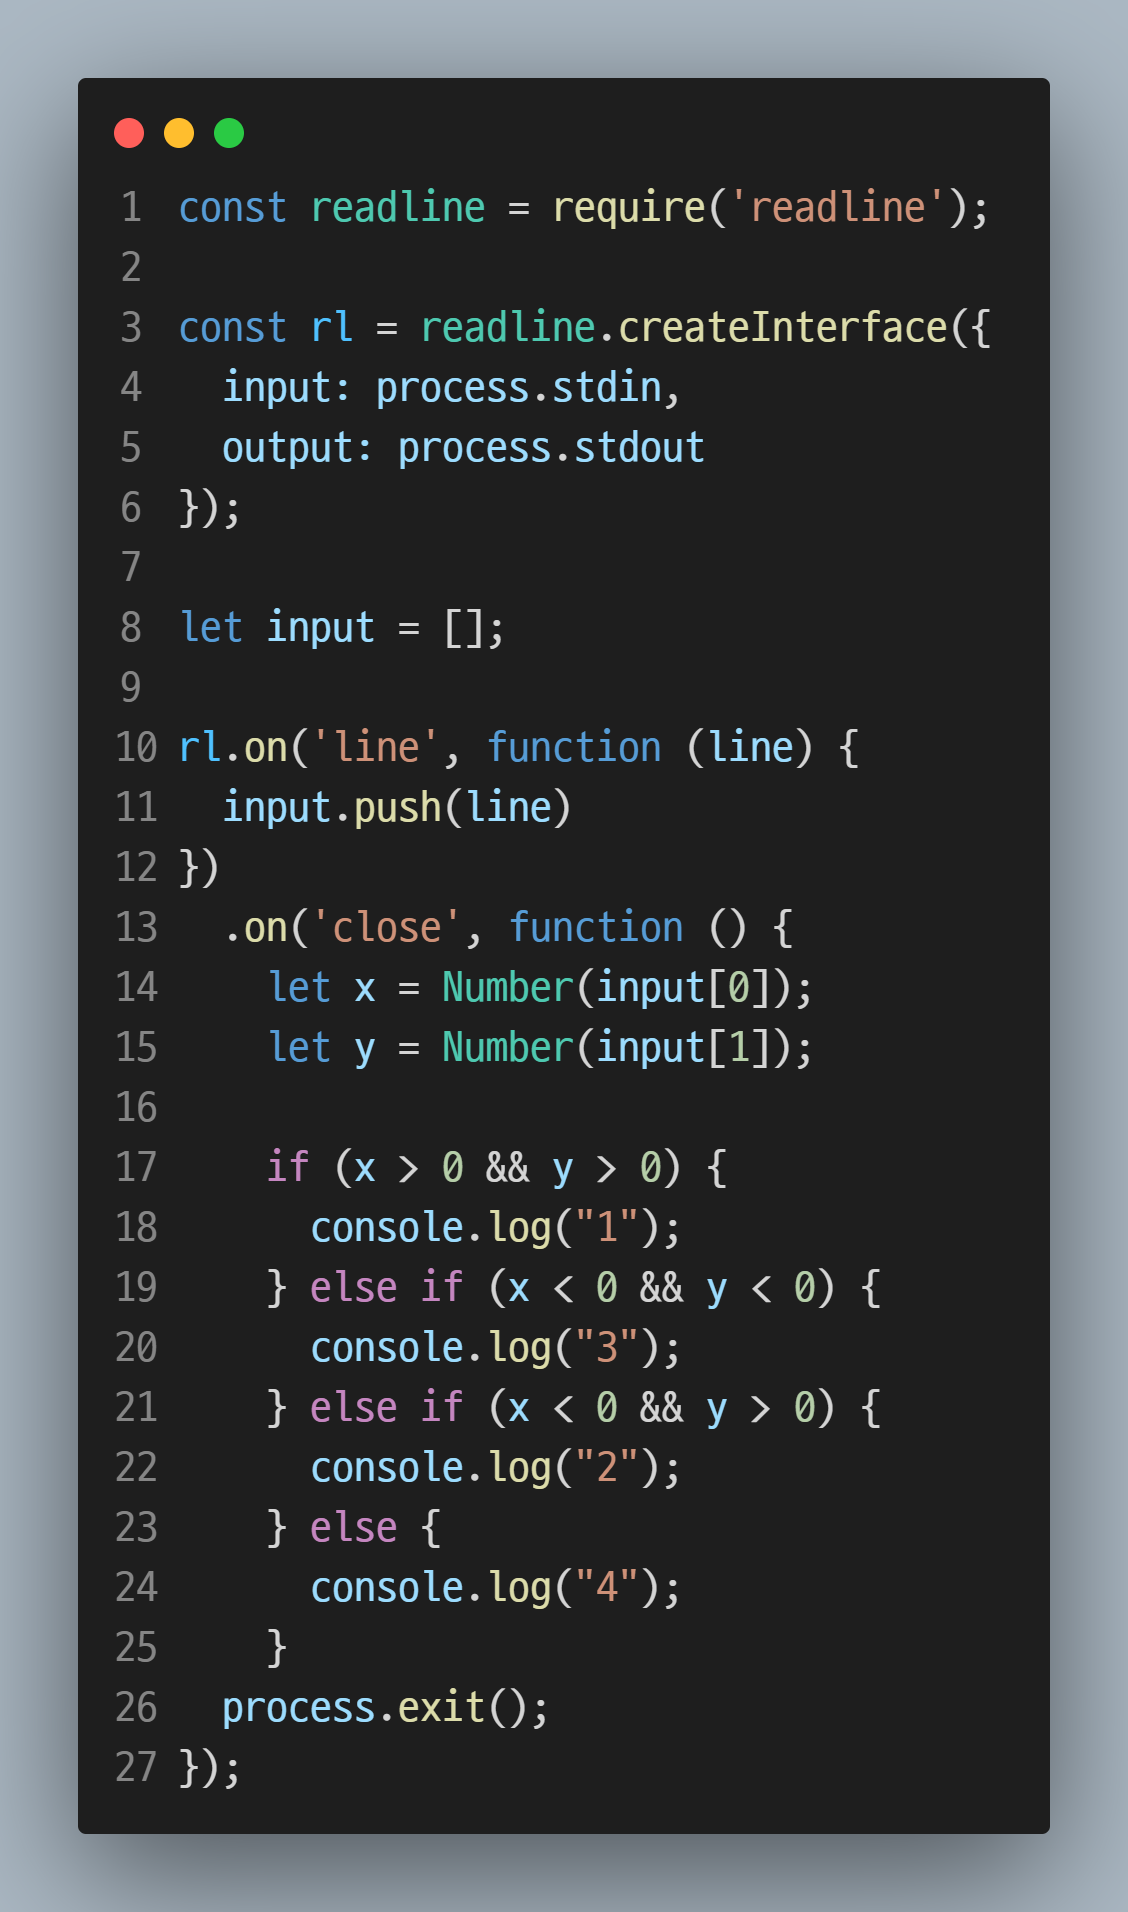 1 const readline = require('readline');
2
3 const rl = readline.createInterface({
4   input: process.stdin,
5   output: process.stdout
6 });
7
8 let input = [];
9
10 rl.on('line', function (line) {
11   input.push(line)
12 })
13   .on('close', function () {
14     let x = Number(input[0]);
15     let y = Number(input[1]);
16
17     if (x > 0 && y > 0) {
18       console.log("1");
19     } else if (x < 0 && y < 0) {
20       console.log("3");
21     } else if (x < 0 && y > 0) {
22       console.log("2");
23     } else {
24       console.log("4");
25     }
26   process.exit();
27 });